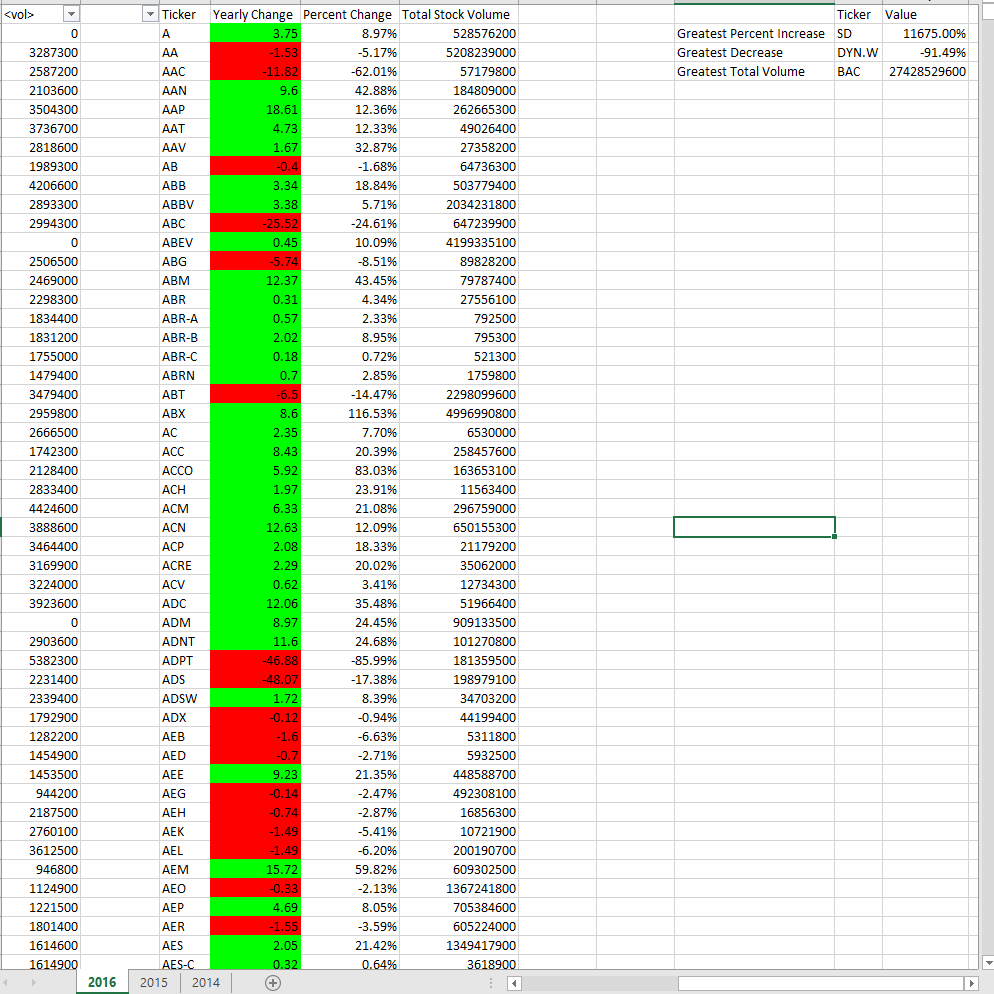 <vol> Ticker Yearly Change Percent Change Total Stock Volume Ticker Value
0 A 3.75 8.97% 528576200 Greatest Percent Increase SD 11675.00%
3287300 AA -1.53 -5.17% 5208239000 Greatest Decrease DYN.W -91.49%
2587200 AAC -11.82 -62.01% 57179800 Greatest Total Volume BAC 27428529600
2103600 AAN 9.6 42.88% 184809000
3504300 AAP 18.61 12.36% 262665300
3736700 AAT 4.73 12.33% 49026400
2818600 AAV 1.67 32.87% 27358200
1989300 AB -0.4 -1.68% 64736300
4206600 ABB 3.34 18.84% 503779400
2893300 ABBV 3.38 5.71% 2034231800
2994300 ABC -25.52 -24.61% 647239900
0 ABEV 0.45 10.09% 4199335100
2506500 ABG -5.74 -8.51% 89828200
2469000 ABM 12.37 43.45% 79787400
2298300 ABR 0.31 4.34% 27556100
1834400 ABR-A 0.57 2.33% 792500
1831200 ABR-B 2.02 8.95% 795300
1755000 ABR-C 0.18 0.72% 521300
1479400 ABRN 0.7 2.85% 1759800
3479400 ABT -6.5 -14.47% 2298099600
2959800 ABX 8.6 116.53% 4996990800
2666500 AC 2.35 7.70% 6530000
1742300 ACC 8.43 20.39% 258457600
2128400 ACCO 5.92 83.03% 163653100
2833400 ACH 1.97 23.91% 11563400
4424600 ACM 6.33 21.08% 296759000
3888600 ACN 12.63 12.09% 650155300
3464400 ACP 2.08 18.33% 21179200
3169900 ACRE 2.29 20.02% 35062000
3224000 ACV 0.62 3.41% 12734300
3923600 ADC 12.06 35.48% 51966400
0 ADM 8.97 24.45% 909133500
2903600 ADNT 11.6 24.68% 101270800
5382300 ADPT -46.88 -85.99% 181359500
2231400 ADS -48.07 -17.38% 198979100
2339400 ADSW 1.72 8.39% 34703200
1792900 ADX -0.12 -0.94% 44199400
1282200 AEB -1.6 -6.63% 5311800
1454900 AED -0.7 -2.71% 5932500
1453500 AEE 9.23 21.35% 448588700
944200 AEG -0.14 -2.47% 492308100
2187500 AEH -0.74 -2.87% 16856300
2760100 AEK -1.49 -5.41% 10721900
3612500 AEL -1.49 -6.20% 200190700
946800 AEM 15.72 59.82% 609302500
1124900 AEO -0.33 -2.13% 1367241800
1221500 AEP 4.69 8.05% 705384600
1801400 AER -1.55 -3.59% 605224000
1614600 AES 2.05 21.42% 1349417900
1614900 AES-C 0.32 0.64% 3618900
2016 2015 2014